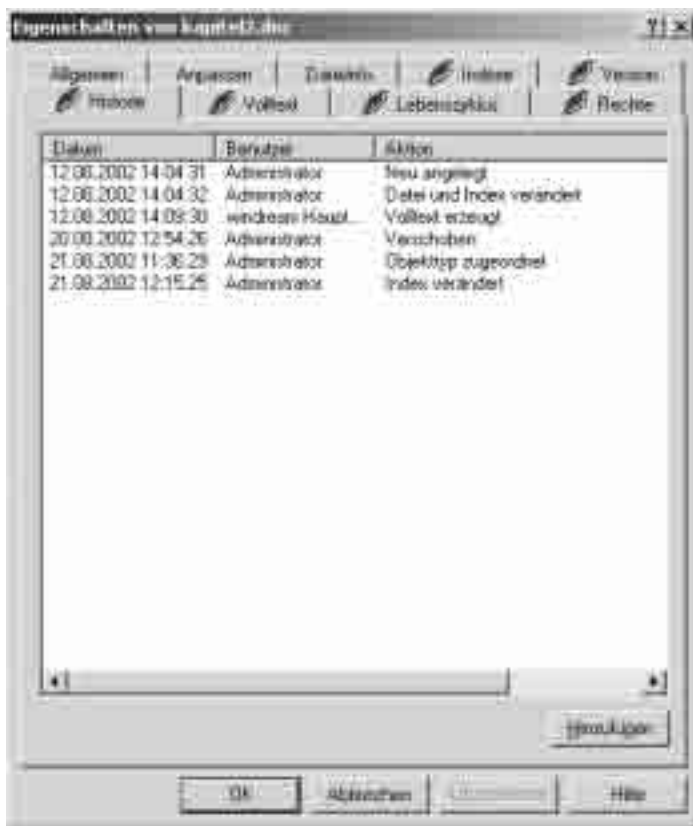 Eigenschaften von kapitel2.doc
Allgemein Anpassen Indizes Version
Historie Volltext Lebenszyklus Rechte
Datum Benutzer Aktion
12.08.2002 14:04:31 Administrator Neu angelegt
12.08.2002 14:04:32 Administrator Datei und Index verändert
12.08.2002 14:09:30 windream Haupt... Volltext erzeugt
20.08.2002 12:54:26 Administrator Verschoben
21.08.2002 11:36:29 Administrator Objekttyp zugeordnet
21.08.2002 12:15:25 Administrator Index verändert
Hinzufügen
OK Abbrechen Hilfe